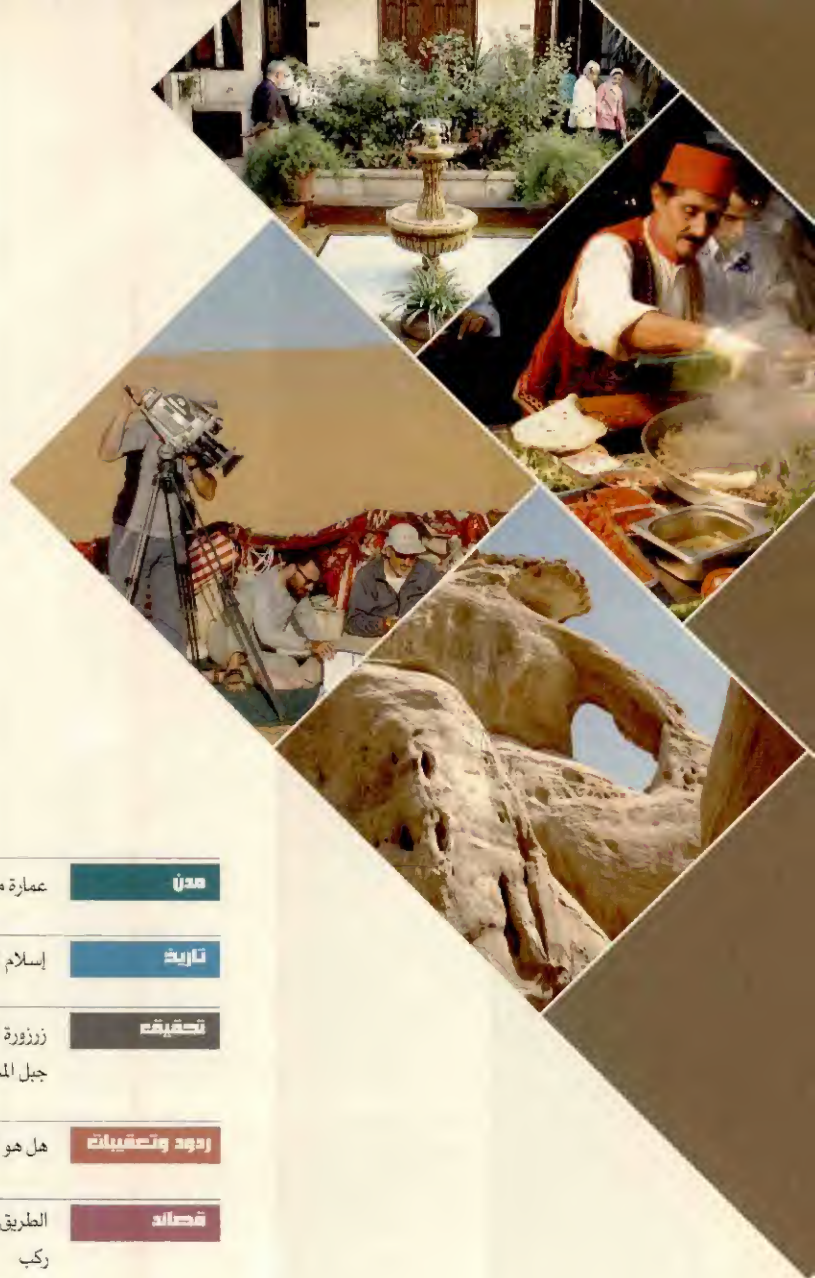 مدن
عمارة
تاريخ
إسلام
تحقيق
زرزورة
جبل
ردود وتعقيبات
هل هو
قصائد
الطريق
ركب